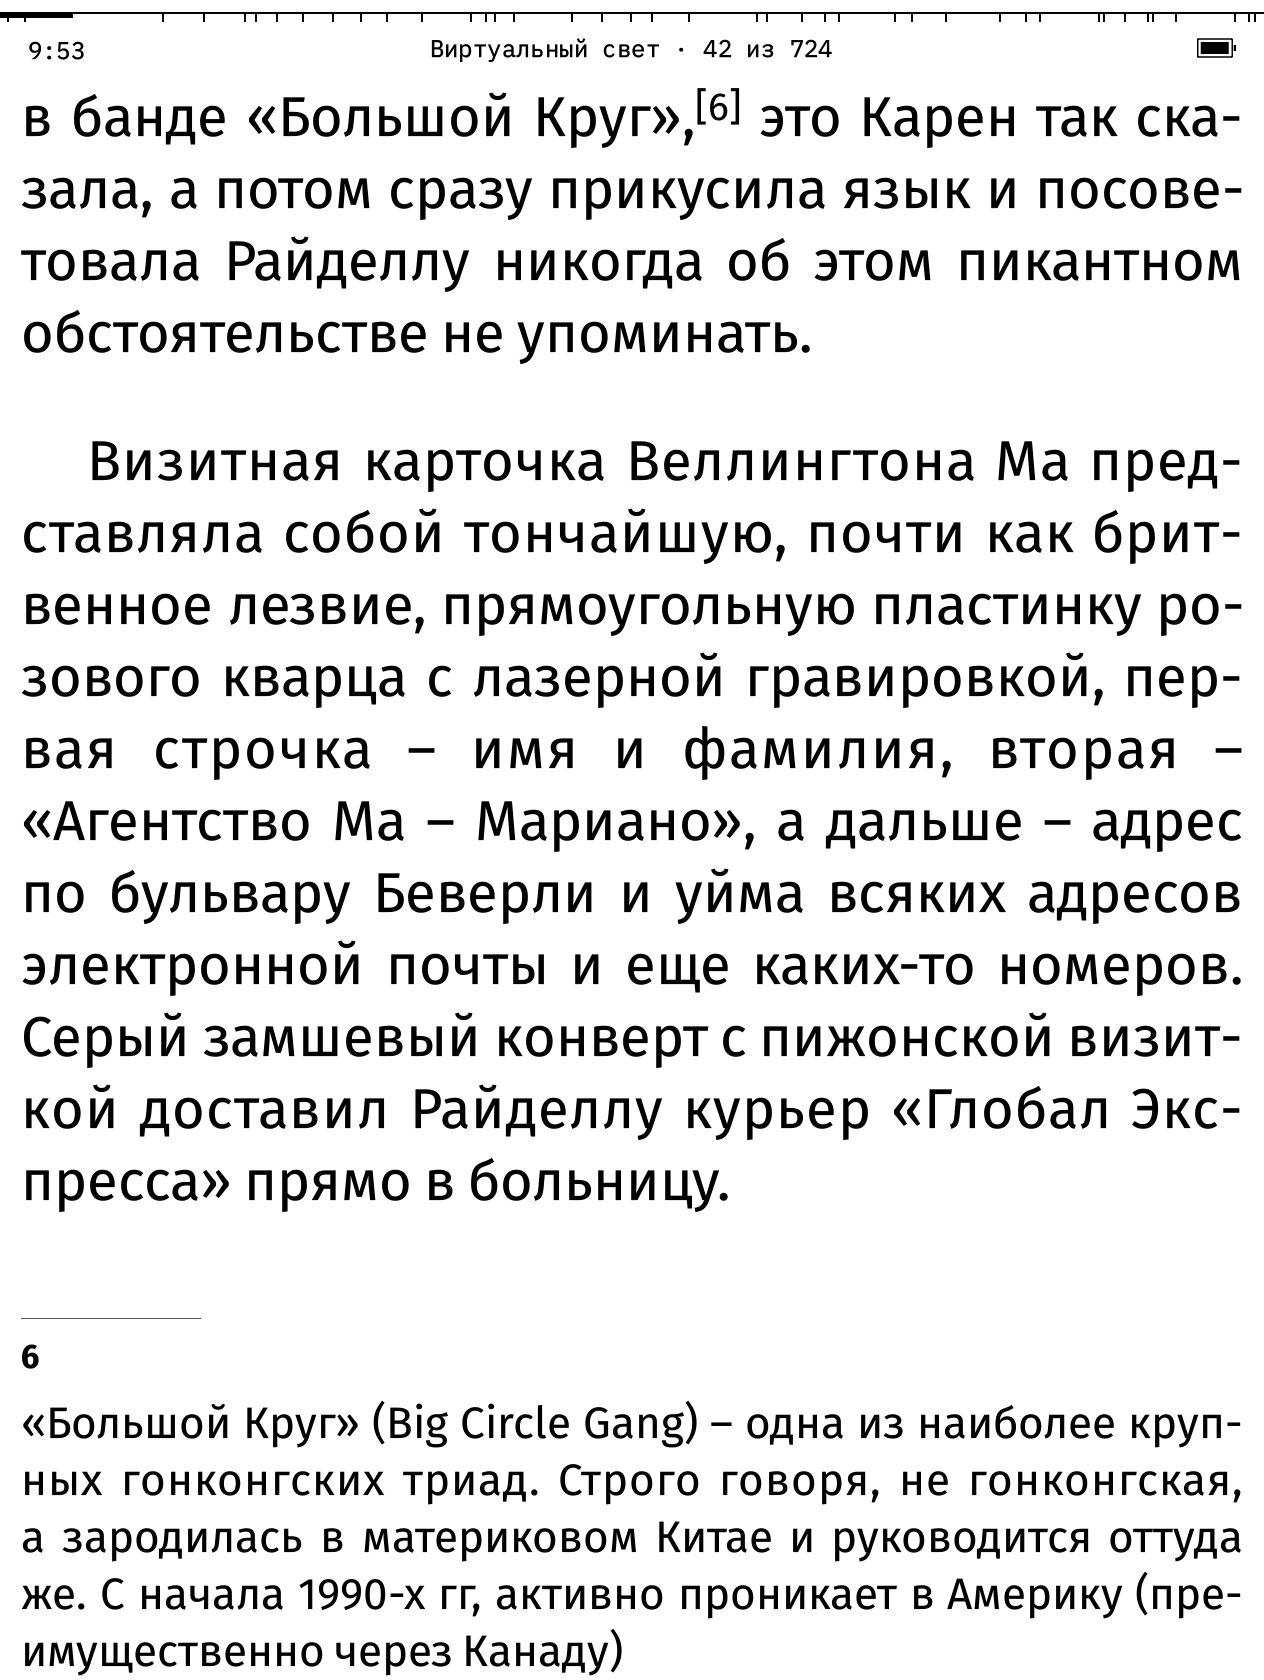 9:53 Виртуальный свет · 42 из 724
в банде «Большой Круг»,[6] это Карен так ска-
зала, а потом сразу прикусила язык и посове-
товала Райделлу никогда об этом пикантном
обстоятельстве не упоминать.
Визитная карточка Веллингтона Ма пред-
ставляла собой тончайшую, почти как брит-
венное лезвие, прямоугольную пластинку ро-
зового кварца с лазерной гравировкой, пер-
вая строчка – имя и фамилия, вторая –
«Агентство Ма – Мариано», а дальше – адрес
по бульвару Беверли и уйма всяких адресов
электронной почты и еще каких-то номеров.
Серый замшевый конверт с пижонской визит-
кой доставил Райделлу курьер «Глобал Экс-
пресса» прямо в больницу.
6
«Большой Круг» (Big Circle Gang) – одна из наиболее круп-
ных гонконгских триад. Строго говоря, не гонконгская,
а зародилась в материковом Китае и руководится оттуда
же. С начала 1990-х гг, активно проникает в Америку (пре-
имущественно через Канаду)